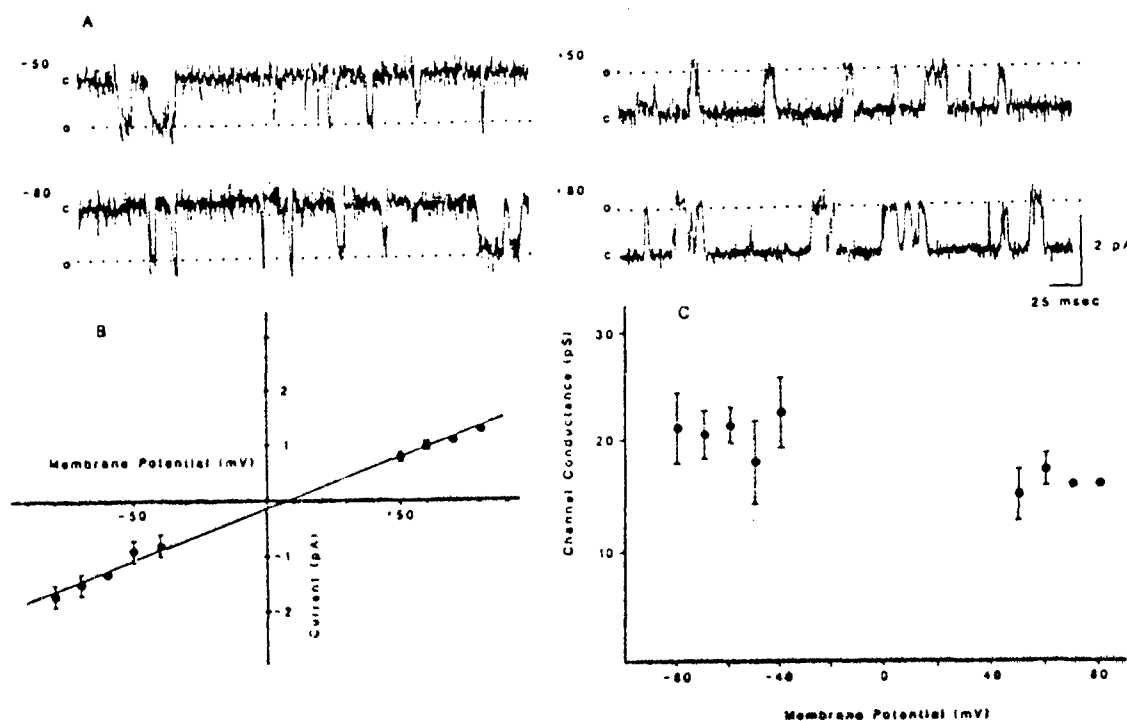 A
-50
c
o
+50
o
c
-80
c
o
+80
o
c
2 pA
25 msec
B
2
1
Membrane Potential (mV)
-50
+50
-1
-2
Current (pA)
C
Channel Conductance (pS)
30
20
10
-80
-40
0
40
80
Membrane Potential (mV)